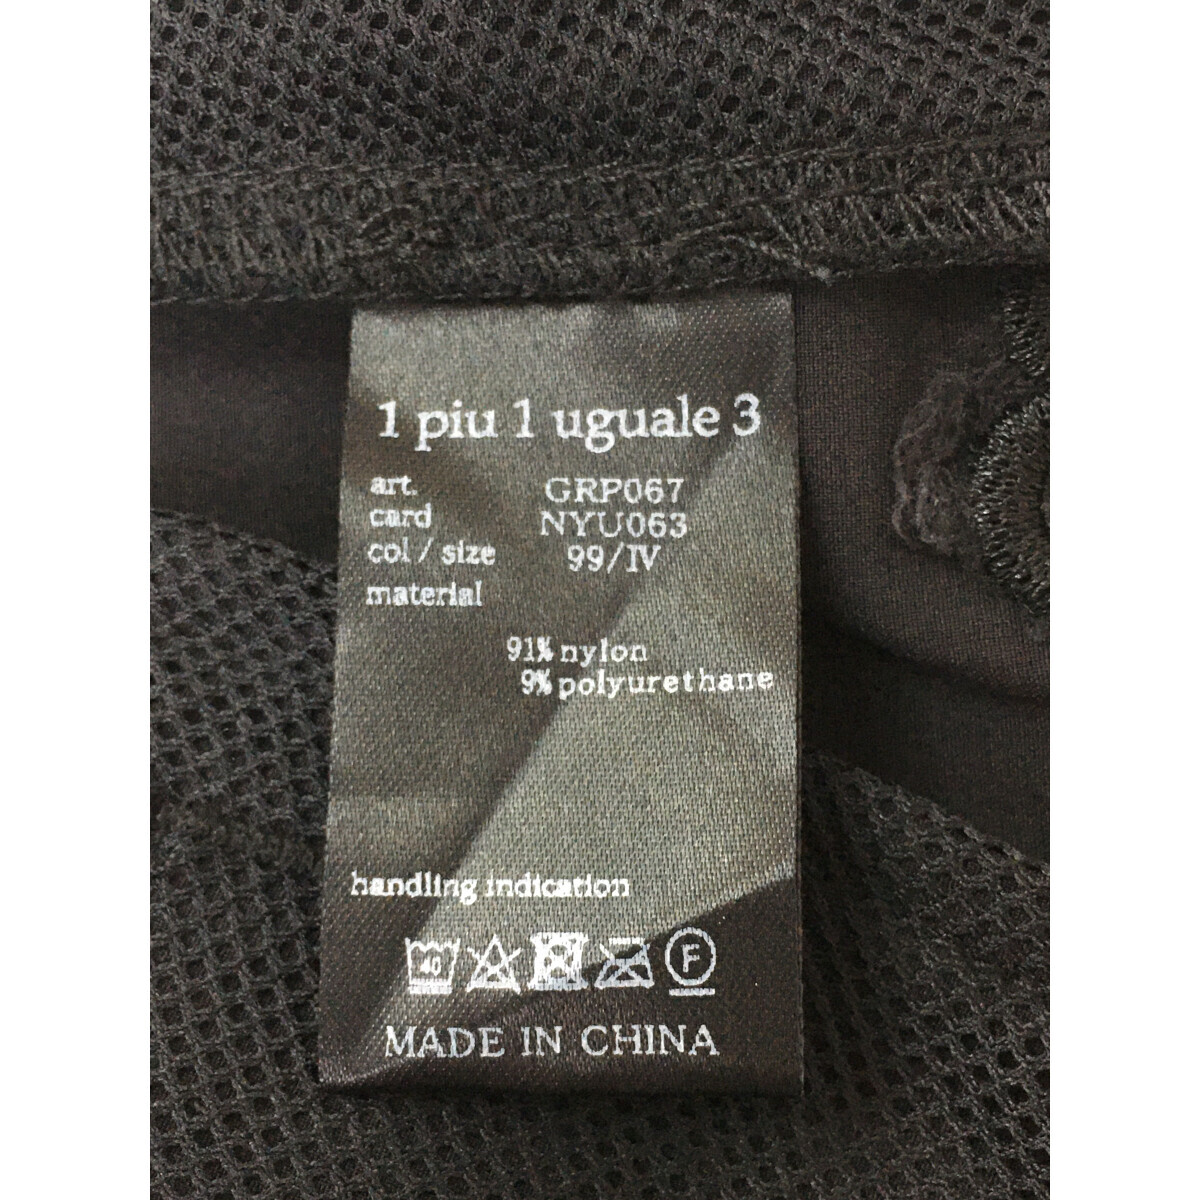 1 piu 1 uguale 3
art. GRP067
card NYU063
col / size 99/IV
material
91% nylon
9% polyurethane
handling indication
40 F
MADE IN CHINA